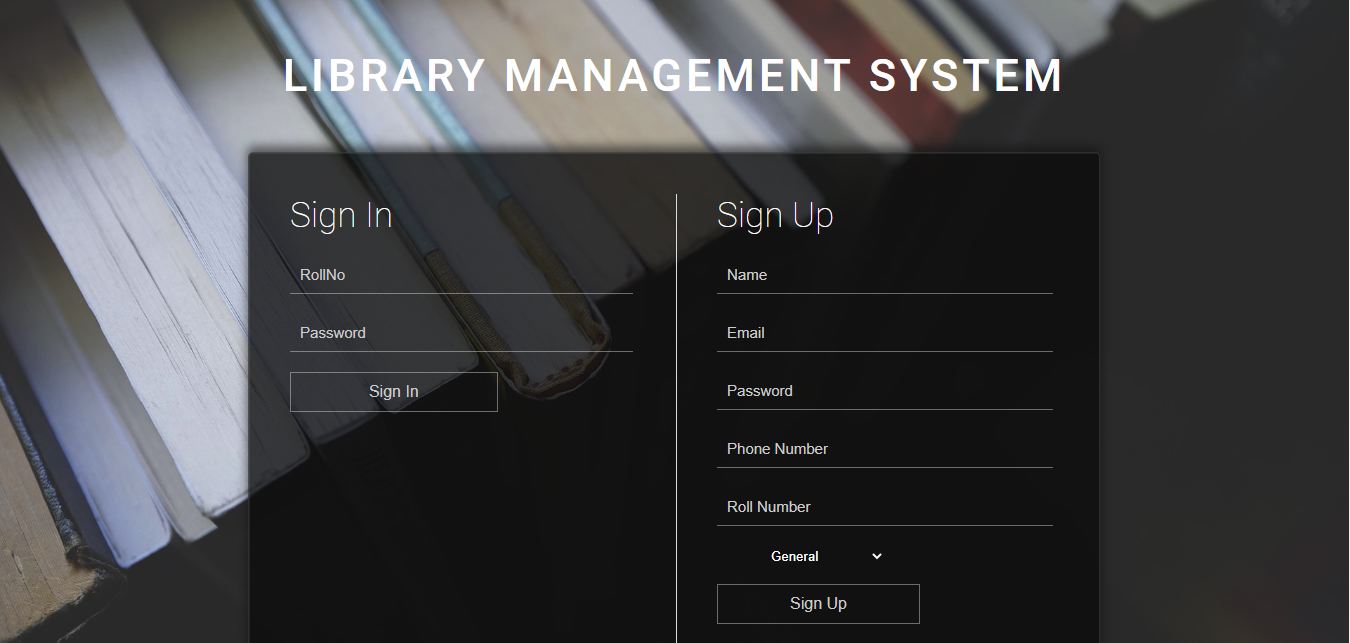 LIBRARY MANAGEMENT SYSTEM
Sign In
RollNo
Password
Sign In
Sign Up
Name
Email
Password
Phone Number
Roll Number
General
Sign Up